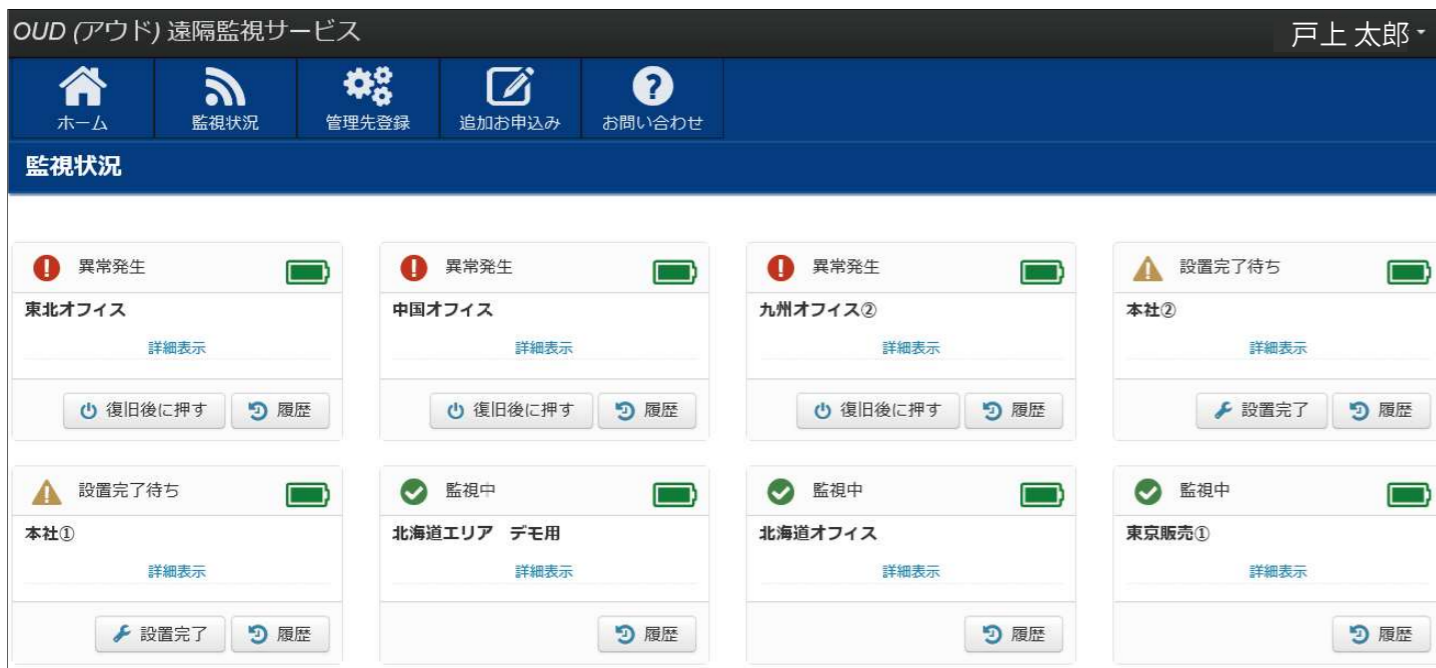 OUD (アウド) 遠隔監視サービス
戸上 太郎
ホーム
監視状況
管理先登録
追加お申込み
お問い合わせ
監視状況
異常発生
東北オフィス
詳細表示
復旧後に押す
履歴
異常発生
中国オフィス
詳細表示
復旧後に押す
履歴
異常発生
九州オフィス②
詳細表示
復旧後に押す
履歴
設置完了待ち
本社②
詳細表示
設置完了
履歴
設置完了待ち
本社①
詳細表示
設置完了
履歴
監視中
北海道エリア　デモ用
詳細表示
履歴
監視中
北海道オフィス
詳細表示
履歴
監視中
東京販売①
詳細表示
履歴